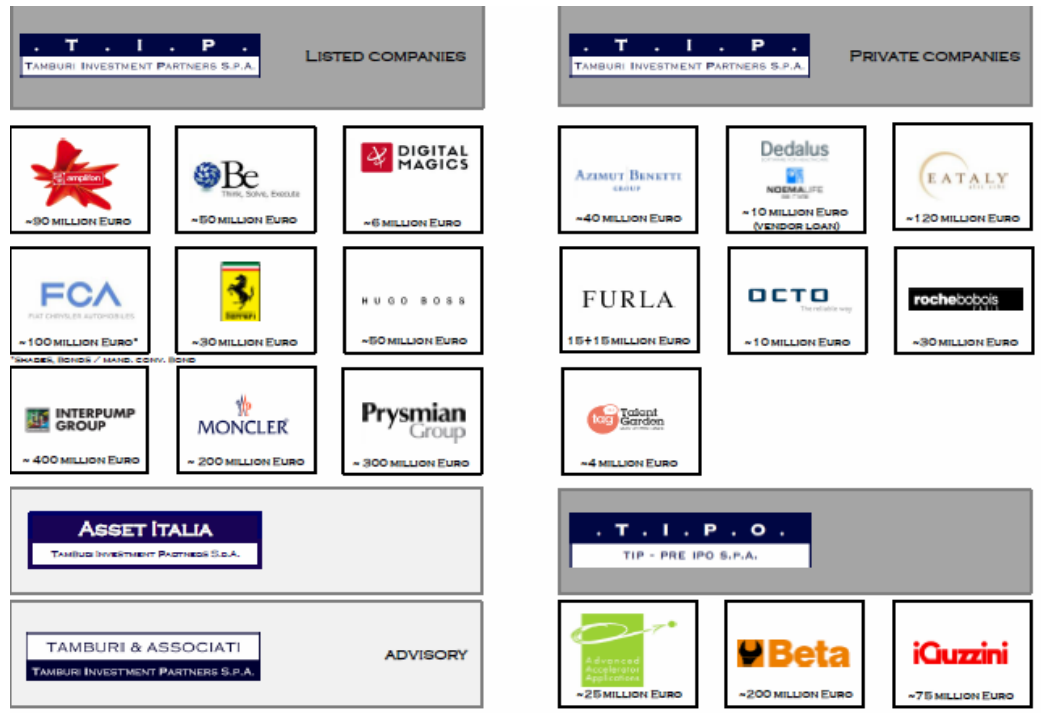 . T . I . P .
TAMBURI INVESTMENT PARTNERS S.P.A.
LISTED COMPANIES
amplifon
~90 MILLION EURO
Be
Think, Solve, Execute
~50 MILLION EURO
DIGITAL
MAGICS
~6 MILLION EURO
FCA
FIAT CHRYSLER AUTOMOBILES
~100 MILLION EURO*
*SHARES, BONDS / MAND. CONV. BOND
Ferrari
~30 MILLION EURO
HUGO BOSS
~50 MILLION EURO
INTERPUMP
GROUP
~ 400 MILLION EURO
MONCLER
~ 200 MILLION EURO
Prysmian
Group
~ 300 MILLION EURO
ASSET ITALIA
TAMBURI INVESTMENT PARTNERS S.P.A.
TAMBURI & ASSOCIATI
TAMBURI INVESTMENT PARTNERS S.P.A.
ADVISORY
. T . I . P .
TAMBURI INVESTMENT PARTNERS S.P.A.
PRIVATE COMPANIES
AZIMUT BENETTI
GROUP
~40 MILLION EURO
Dedalus
NOEMALIFE
~10 MILLION EURO
(VENDOR LOAN)
EATALY
~120 MILLION EURO
FURLA
15+15 MILLION EURO
OCTO
The reliable way
~10 MILLION EURO
rochebobois
PARIS
~30 MILLION EURO
tag Talent
Garden
~4 MILLION EURO
. T . I . P . O .
TIP - PRE IPO S.P.A.
Advanced
Accelerator
Applications
~25 MILLION EURO
Beta
~200 MILLION EURO
iGuzzini
~75 MILLION EURO